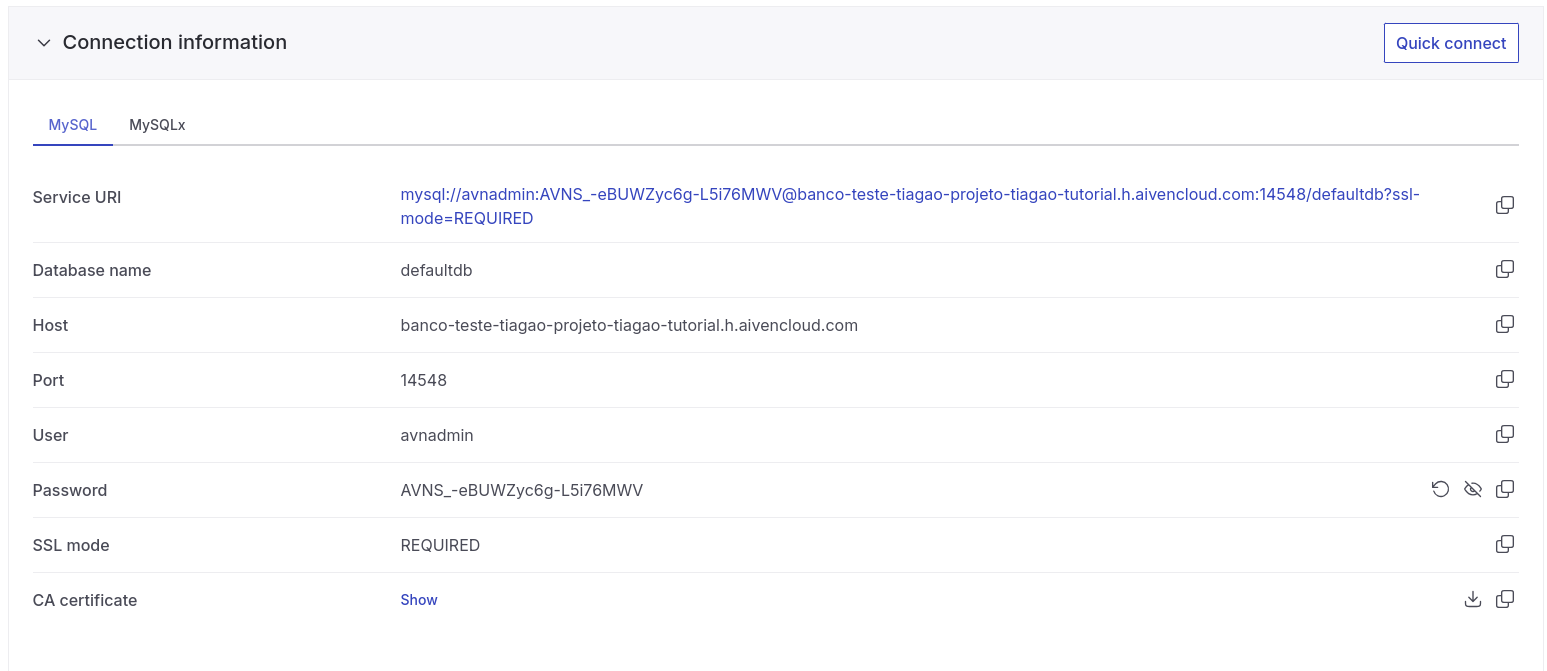 Connection information
Quick connect
MySQL
MySQLx
Service URI
mysql://avnadmin:AVNS_-eBUWZyc6g-L5i76MWV@banco-teste-tiagao-projeto-tiagao-tutorial.h.aivencloud.com:14548/defaultdb?ssl-
mode=REQUIRED
Database name
defaultdb
Host
banco-teste-tiagao-projeto-tiagao-tutorial.h.aivencloud.com
Port
14548
User
avnadmin
Password
AVNS_-eBUWZyc6g-L5i76MWV
SSL mode
REQUIRED
CA certificate
Show